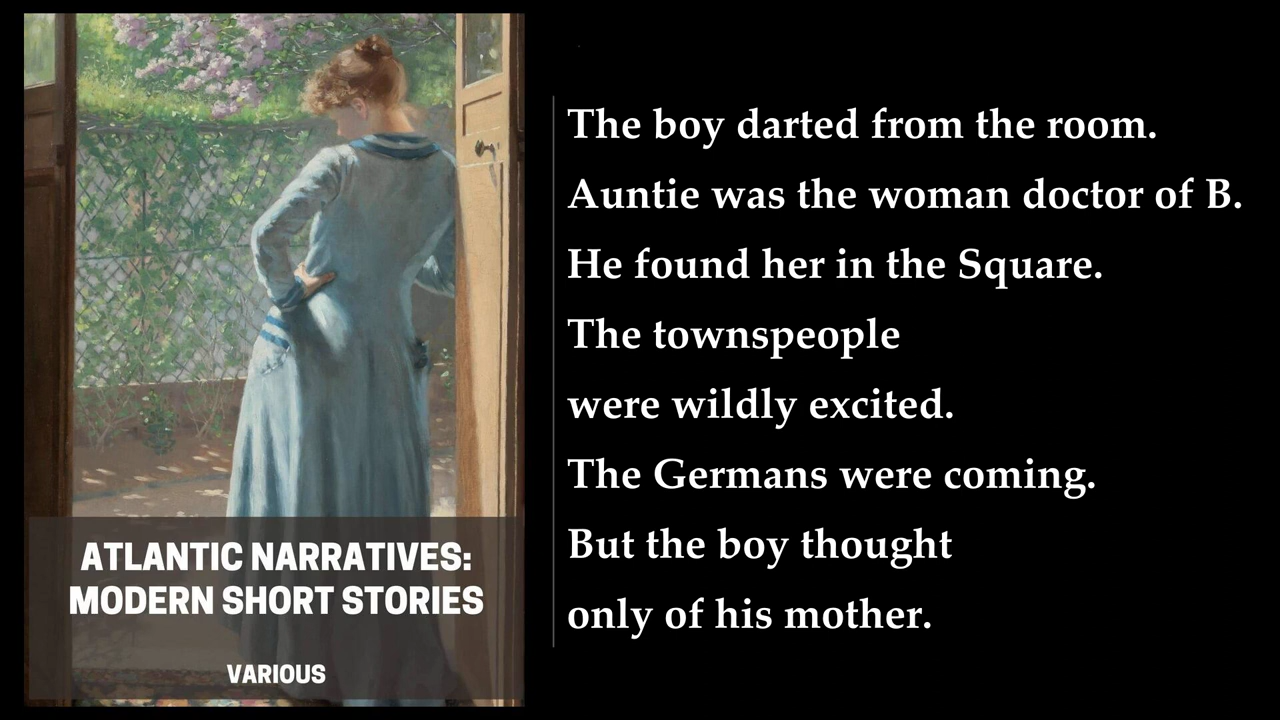 ATLANTIC NARRATIVES:
MODERN SHORT STORIES
VARIOUS
The boy darted from the room.
Auntie was the woman doctor of B.
He found her in the Square.
The townspeople
were wildly excited.
The Germans were coming.
But the boy thought
only of his mother.